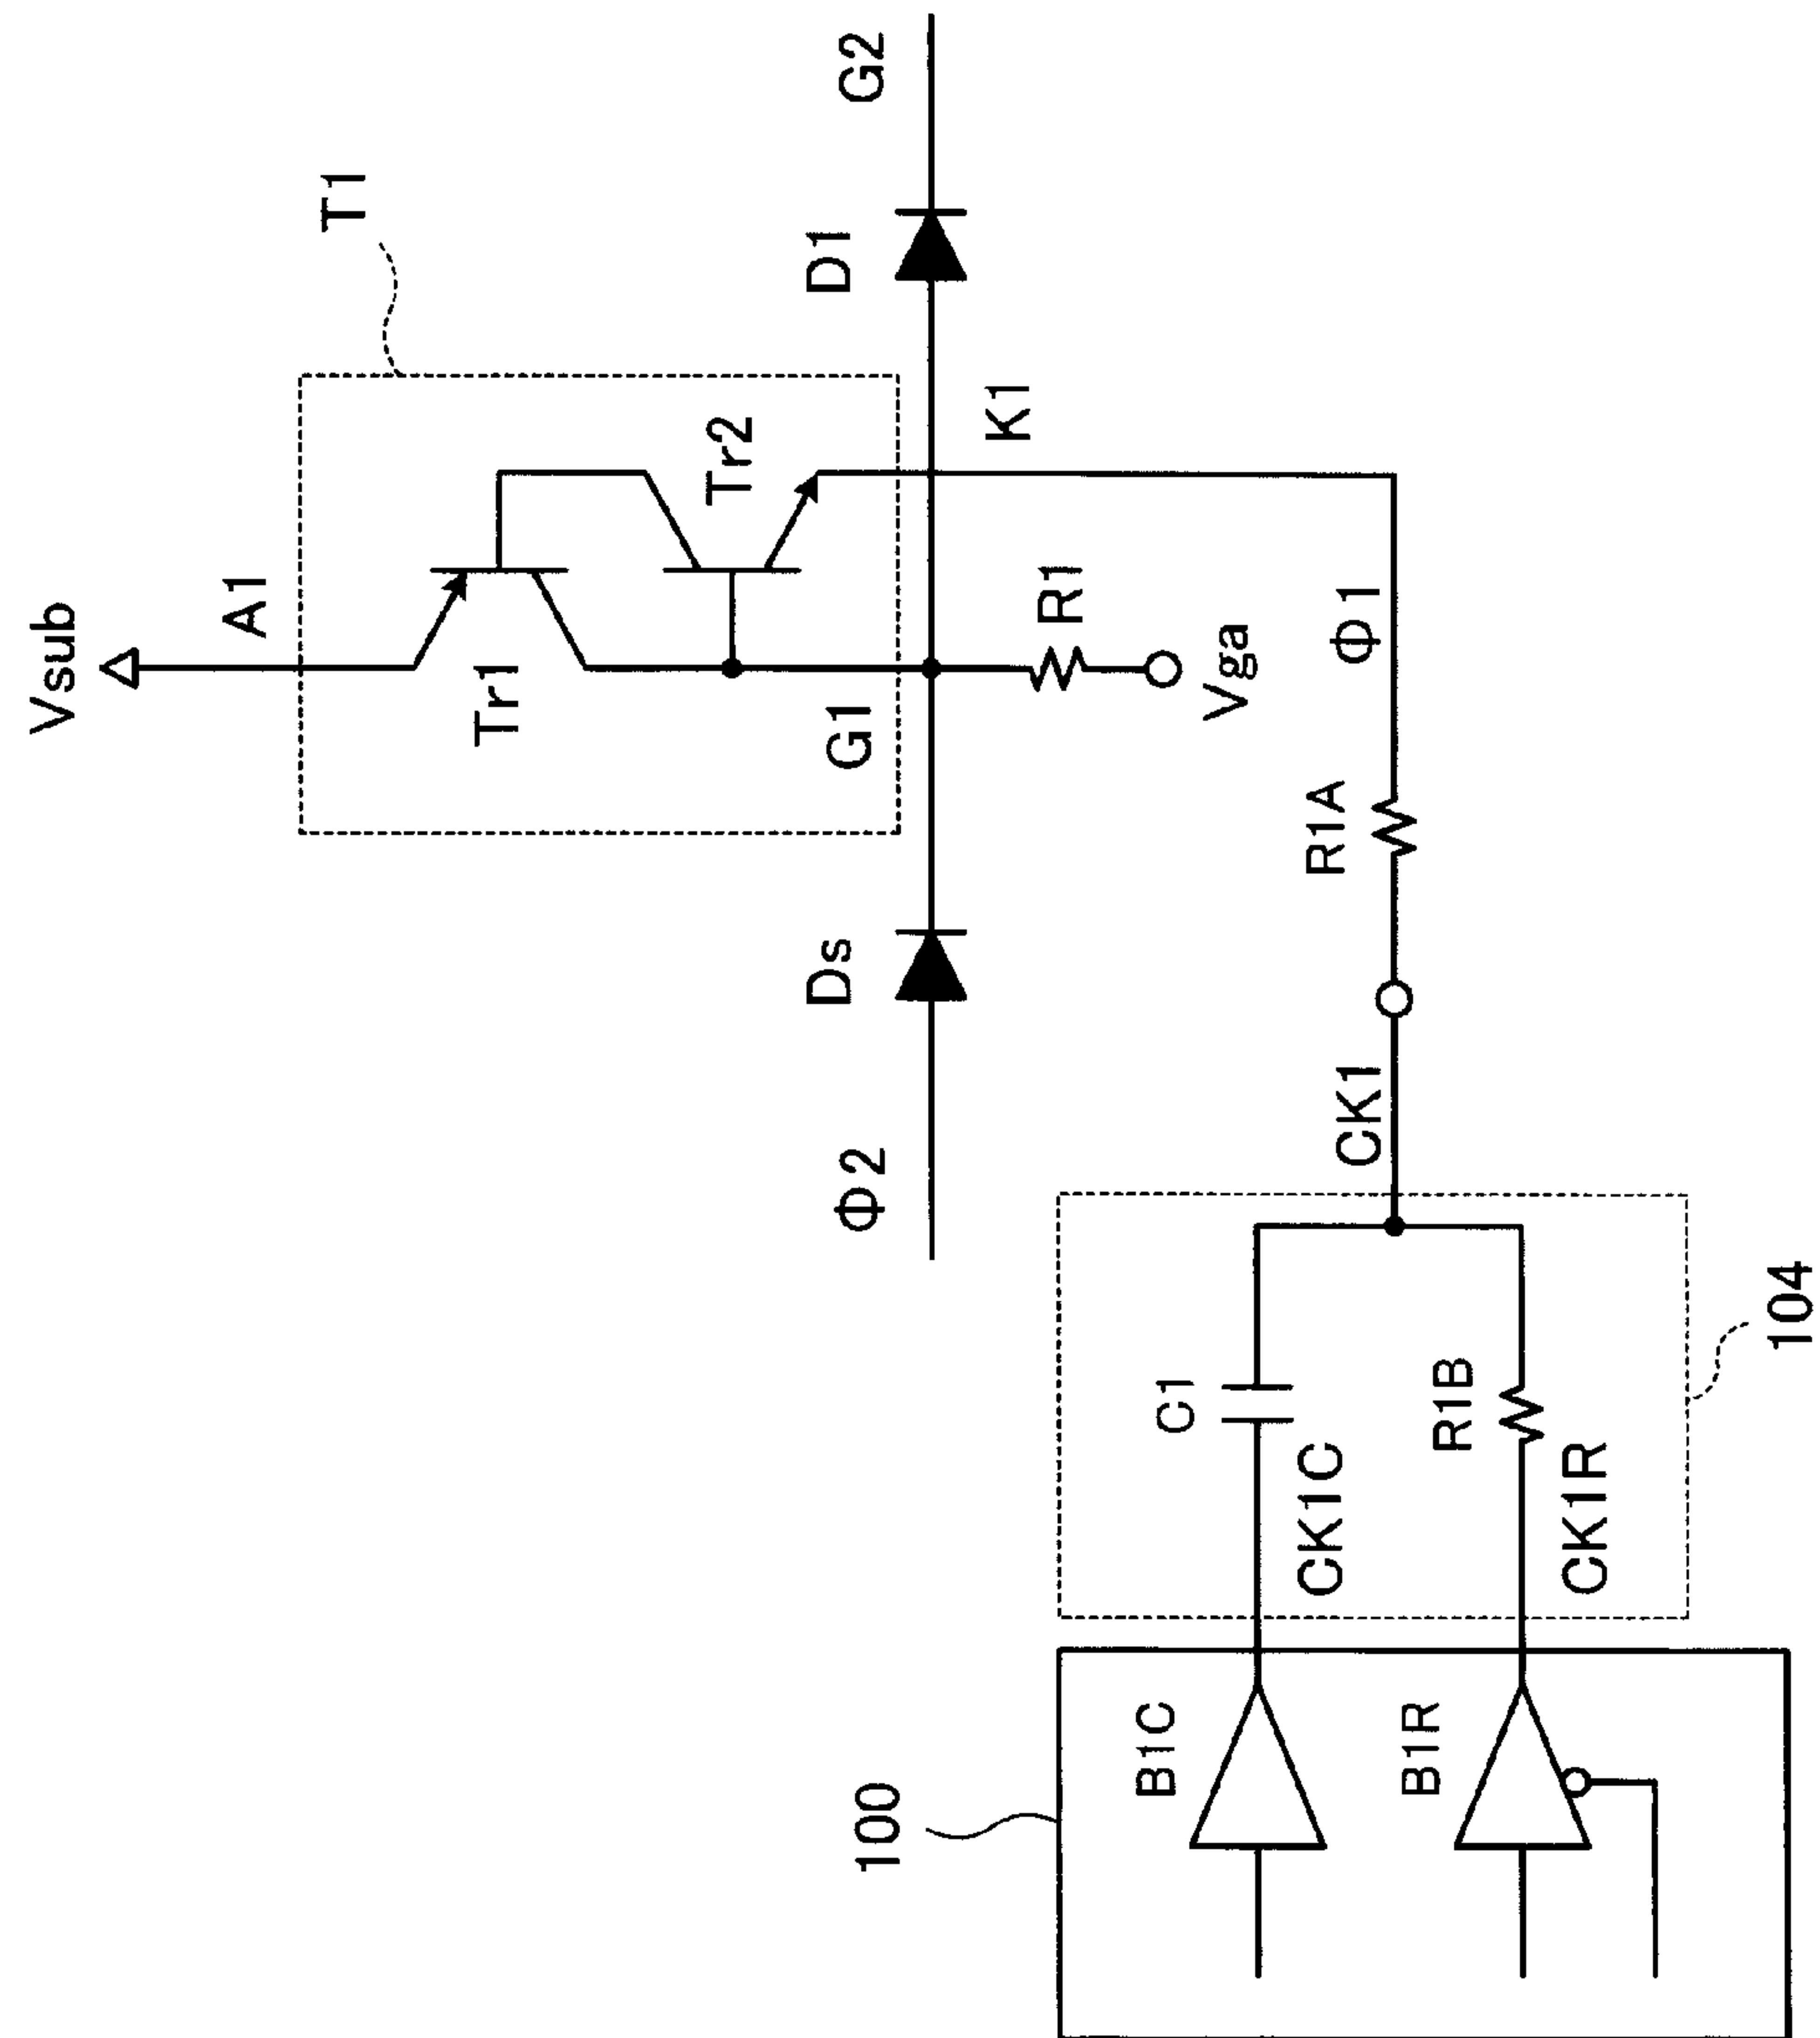 Vsub
A1
T1
Tr1
Tr2
G1
K1
D1
G2
Ds
Φ2
R1
Vga
Φ1
R1A
CK1
C1
CK1C
R1B
CK1R
104
100
B1C
B1R